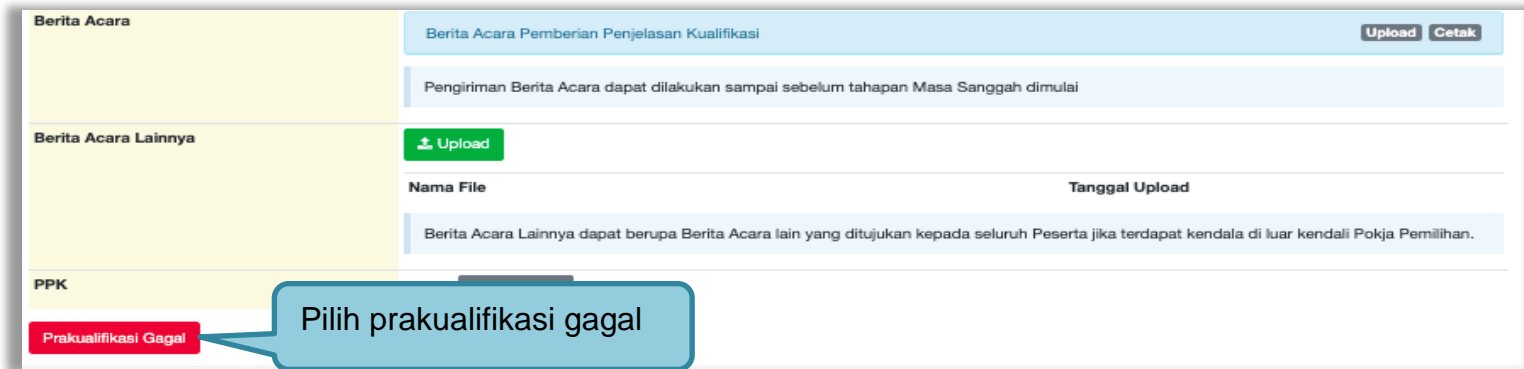 Berita Acara
Berita Acara Pemberian Penjelasan Kualifikasi
Upload Cetak
Pengiriman Berita Acara dapat dilakukan sampai sebelum tahapan Masa Sanggah dimulai
Berita Acara Lainnya
Upload
Nama File Tanggal Upload
Berita Acara Lainnya dapat berupa Berita Acara lain yang ditujukan kepada seluruh Peserta jika terdapat kendala di luar kendali Pokja Pemilihan.
PPK
Pilih prakualifikasi gagal
Prakualifikasi Gagal